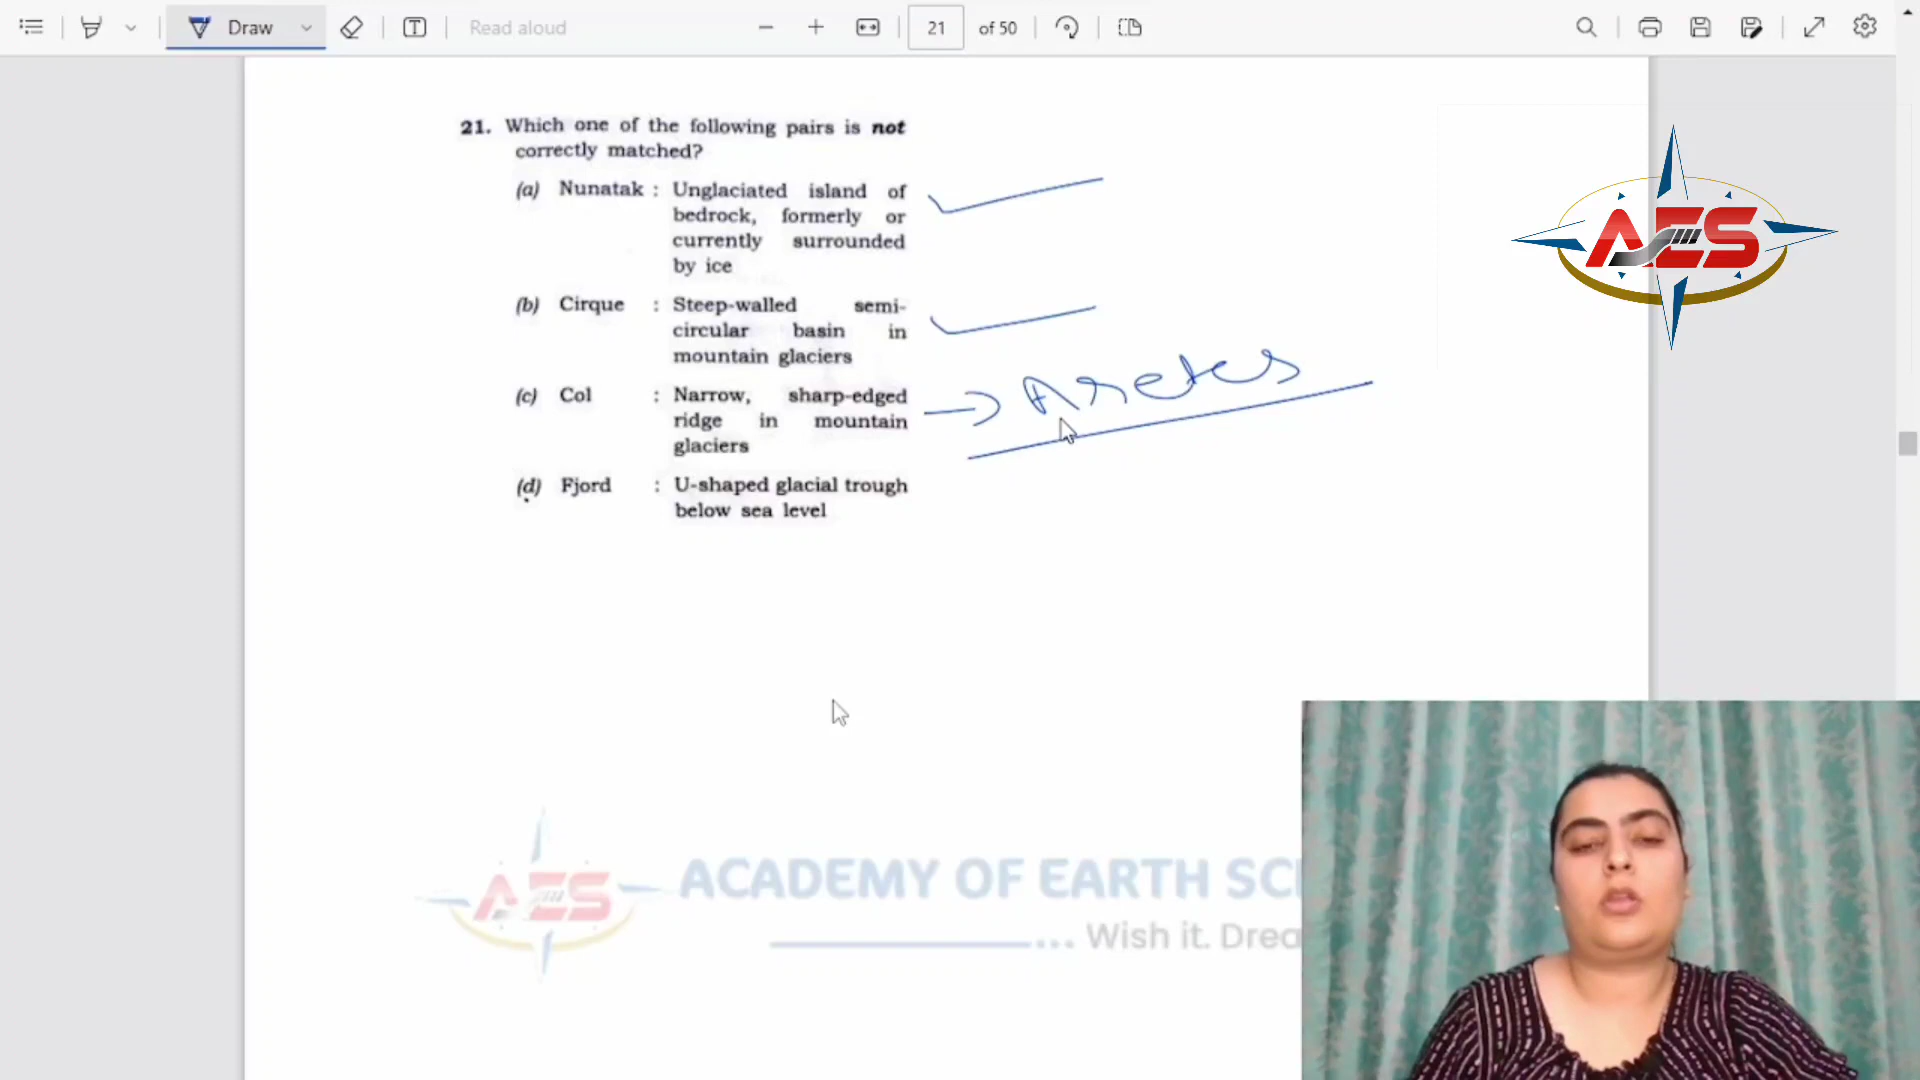 Draw
Read aloud
21
of 50
21. Which one of the following pairs is not
correctly matched?
(a) Nunatak : Unglaciated island of
bedrock, formerly or
currently surrounded
by ice
(b) Cirque : Steep-walled semi-
circular basin in
mountain glaciers
(c) Col : Narrow, sharp-edged
ridge in mountain
glaciers
→ Aretes
(d) Fjord : U-shaped glacial trough
below sea level
AES
AES
ACADEMY OF EARTH SC
... Wish it. Drea